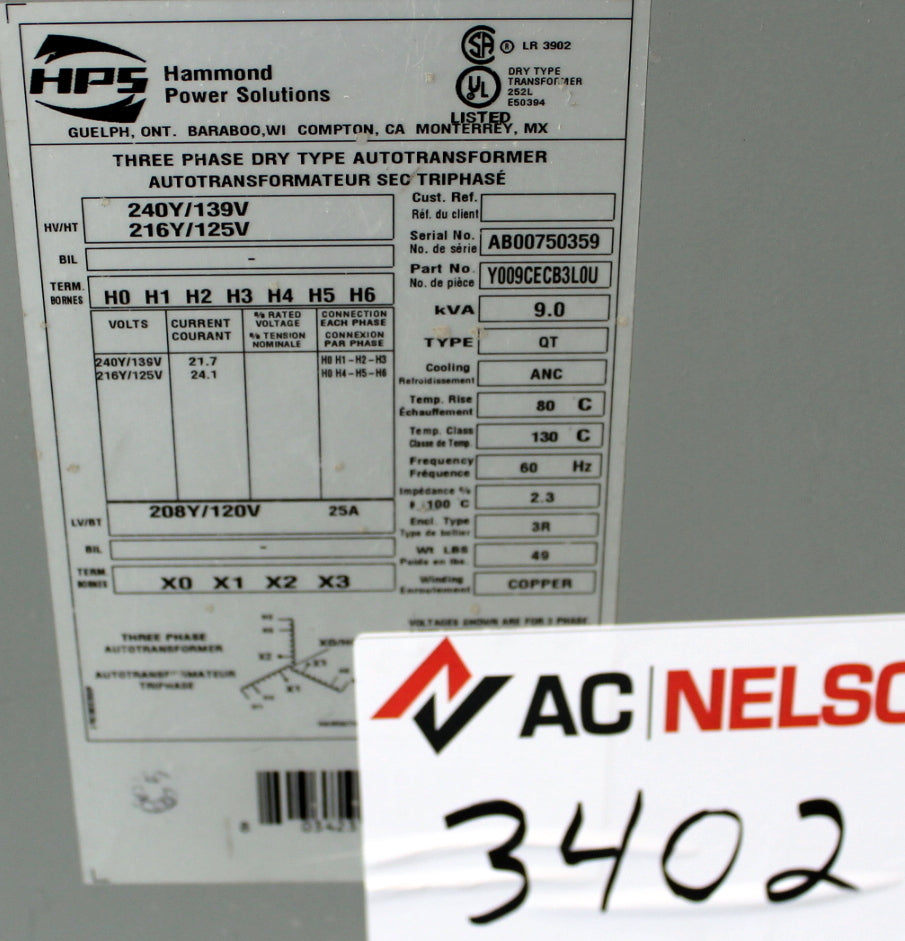 HPS Hammond
Power Solutions
LR 3902
DRY TYPE
TRANSFORMER
252L
E50394
LISTED
GUELPH, ONT. BARABOO,WI COMPTON, CA MONTERREY, MX
THREE PHASE DRY TYPE AUTOTRANSFORMER
AUTOTRANSFORMATEUR SEC TRIPHASÉ
HV/HT
240Y/139V
216Y/125V
BIL -
TERM.
BORNES
H0 H1 H2 H3 H4 H5 H6
VOLTS
CURRENT
COURANT
% RATED
VOLTAGE
% TENSION
NOMINALE
CONNECTION
EACH PHASE
CONNEXION
PAR PHASE
240Y/139V 21.7 H0 H1-H2-H3
216Y/125V 24.1 H0 H4-H5-H6
LV/BT 208Y/120V 25A
BIL -
TERM.
BORNES
X0 X1 X2 X3
Cust. Ref.
Réf. du client
Serial No.
No. de série
AB00750359
Part No.
No. de pièce
Y009CECB3L0U
kVA 9.0
TYPE QT
Cooling
Refroidissement
ANC
Temp. Rise
Échauffement
80 C
Temp. Class
Classe de Temp.
130 C
Frequency
Fréquence
60 Hz
Impédance %
100 C
2.3
Encl. Type
Type de boîtier
3R
Wt LBS
49
Winding
Enroulement
COPPER
VOLTAGES SHOWN ARE FOR 3 PHASE
THREE PHASE
AUTOTRANSFORMER
AUTOTRANSFORMATEUR
TRIPHASE
X2
X1
AC NELSO
3402